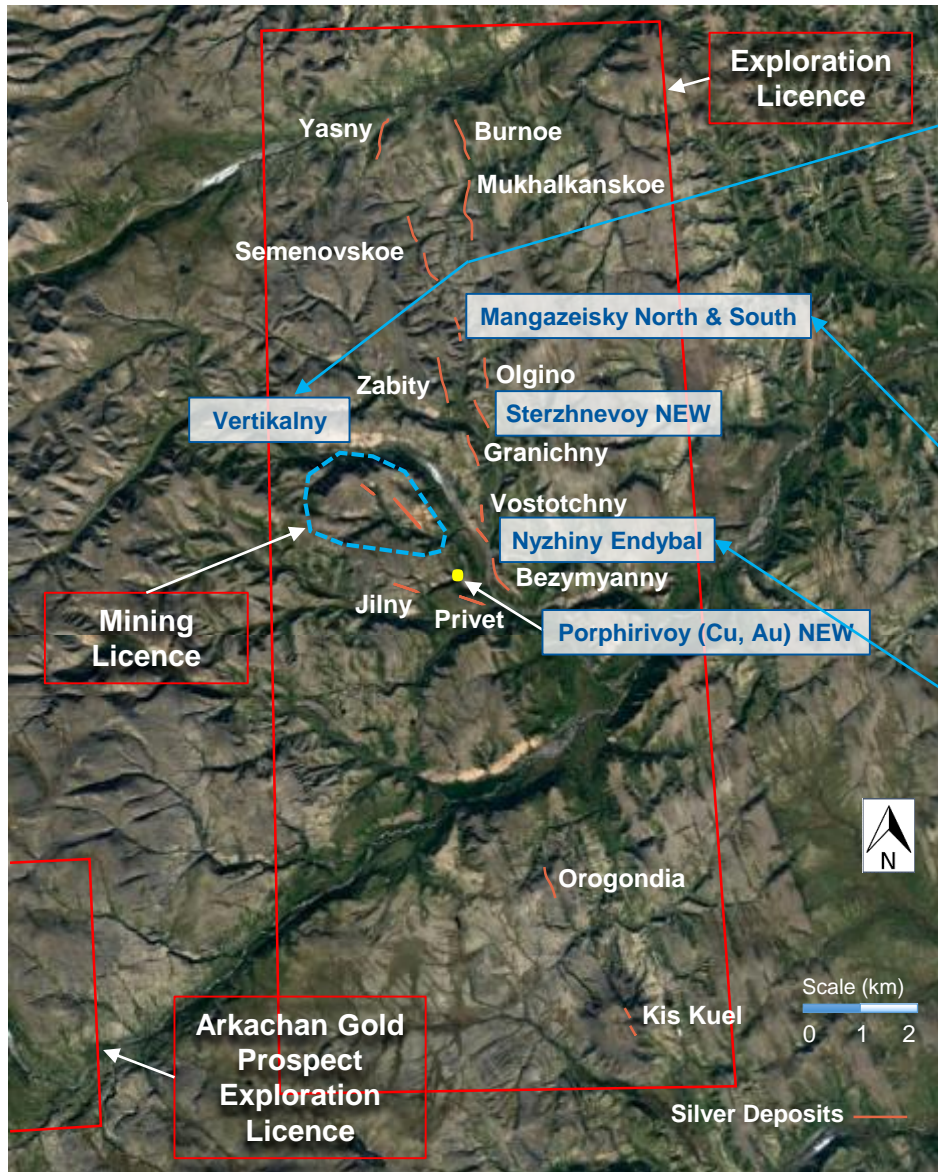 Exploration
Licence
Yasny
Burnoe
Mukhalkanskoe
Semenovskoe
Mangazeisky North & South
Zabity
Olgino
Vertikalny
Sterzhnevoy NEW
Granichny
Vostotchny
Nyzhiny Endybal
Bezymyanny
Jilny
Privet
Mining
Licence
Porphirivoy (Cu, Au) NEW
N
Orogondia
Scale (km)
0 1 2
Kis Kuel
Arkachan Gold
Prospect
Exploration
Licence
Silver Deposits